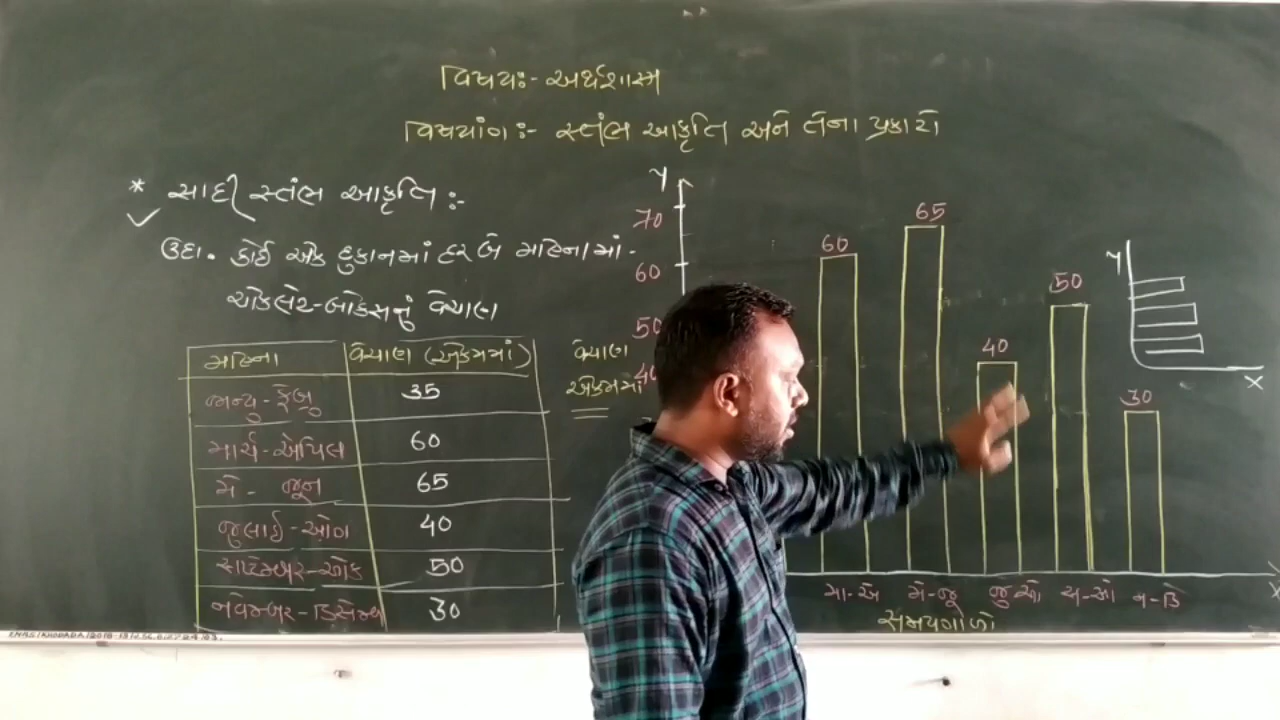 વિષયઃ- અર્થશાસ્ત્ર
વિષયાંગઃ- સ્તંભ આકૃતિ અને તેના પ્રકારો
* સાદી સ્તંભ આકૃતિ :-
ઉદા. કોઈ એક દુકાનમાં દર બે મહિનામાં
ચોકલેટ-બોક્સનું વેચાણ
મહિના વેચાણ (એકમમાં)
જાન્યુ-ફેબ્રુ 35
માર્ચ-એપ્રિલ 60
મે - જૂન 65
જુલાઈ-ઓગ 40
સપ્ટેમ્બર-ઓક 50
નવેમ્બર-ડિસેમ્બ 30
Y
70
60
50
40
વેચાણ
એકમમાં
60
65
40
50
30
મા-એ મે-જૂ જુ-ઓ સ-ઓ ન-ડિ
X
સમયગાળો
Y
X